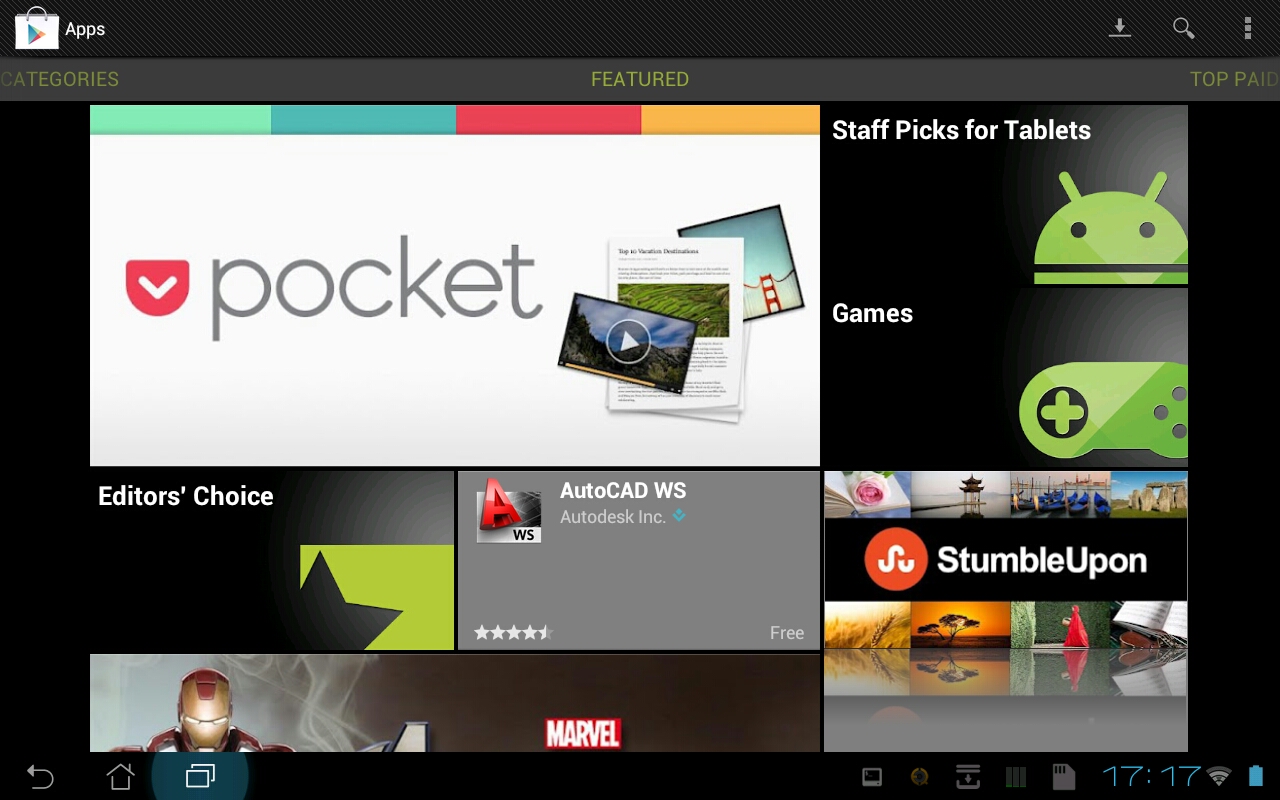 Apps
CATEGORIES
FEATURED
TOP PAID
pocket
Top 10 Vacation Destinations
Staff Picks for Tablets
Games
Editors' Choice
AutoCAD WS
Autodesk Inc.
WS
Free
StumbleUpon
MARVEL
17:17